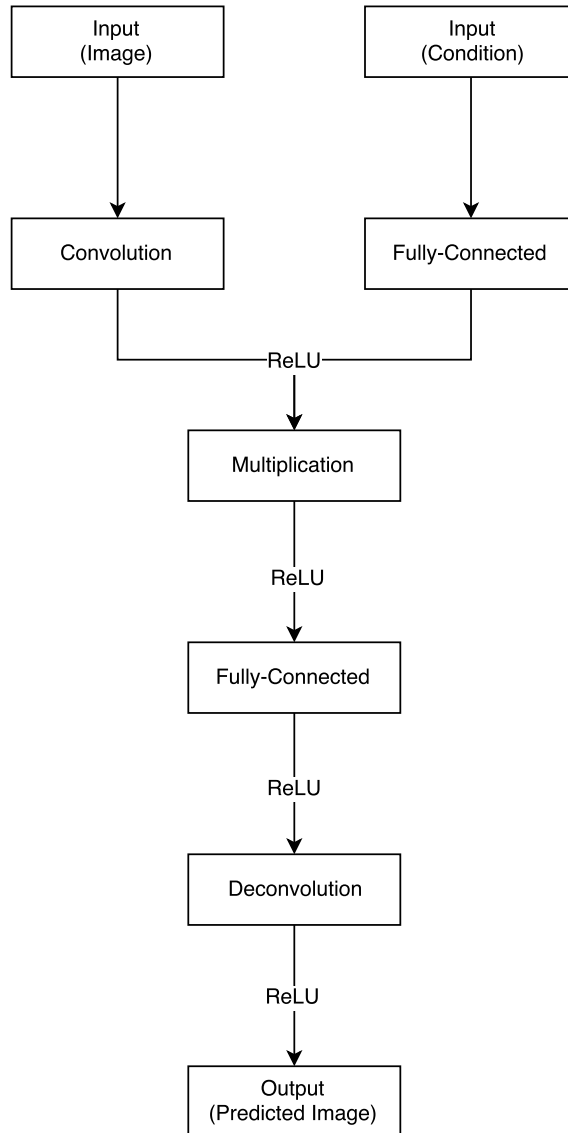 Input
(Image)
Input
(Condition)
Convolution
Fully-Connected
ReLU
Multiplication
ReLU
Fully-Connected
ReLU
Deconvolution
ReLU
Output
(Predicted Image)